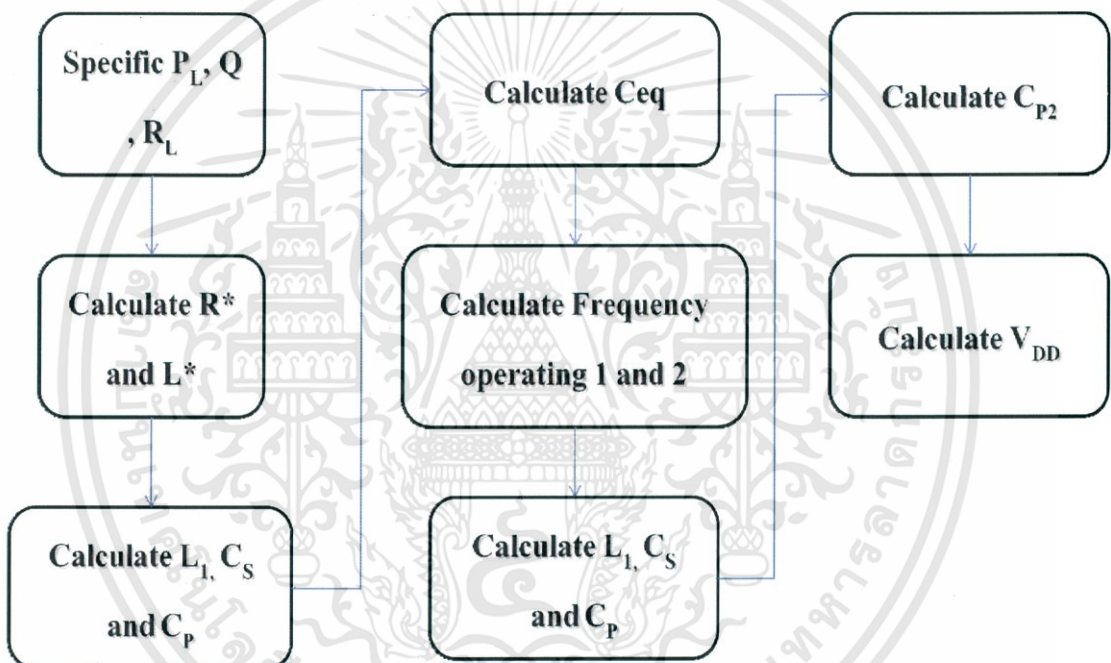 Specific P_L, Q
, R_L
Calculate R*
and L*
Calculate L_1, C_S
and C_P
Calculate Ceq
Calculate Frequency
operating 1 and 2
Calculate L_1, C_S
and C_P
Calculate C_P2
Calculate V_DD